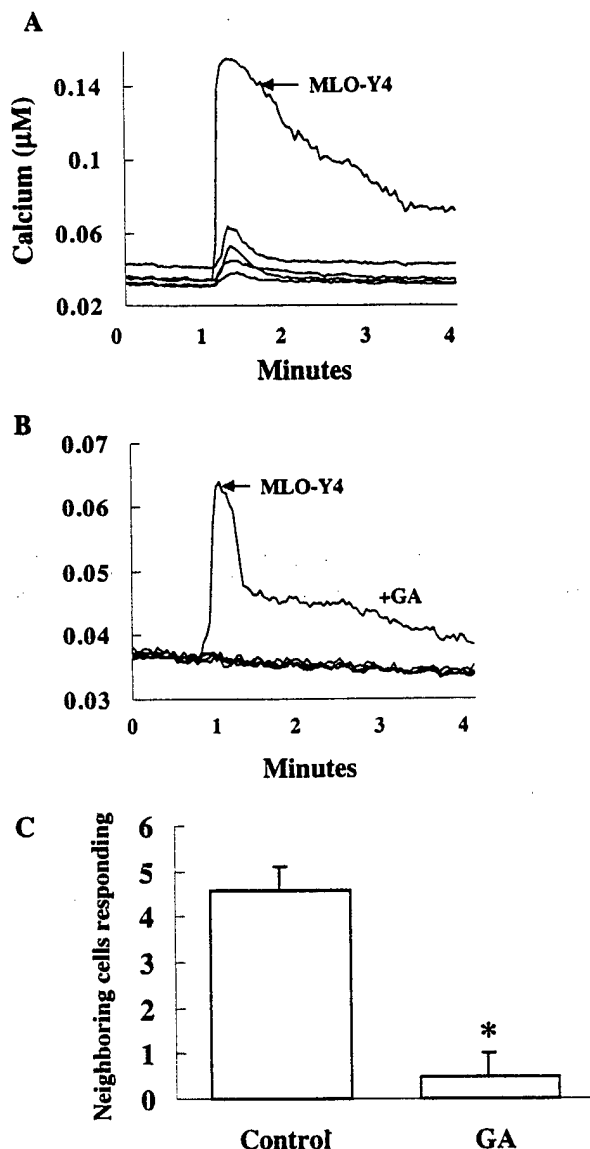 A
Calcium (µM)
0.14
0.1
0.06
0.02
MLO-Y4
0 1 2 3 4
Minutes
B
0.07
0.06
0.05
0.04
0.03
MLO-Y4
+GA
0 1 2 3 4
Minutes
C
Neighboring cells responding
6
5
4
3
2
1
0
*
Control GA